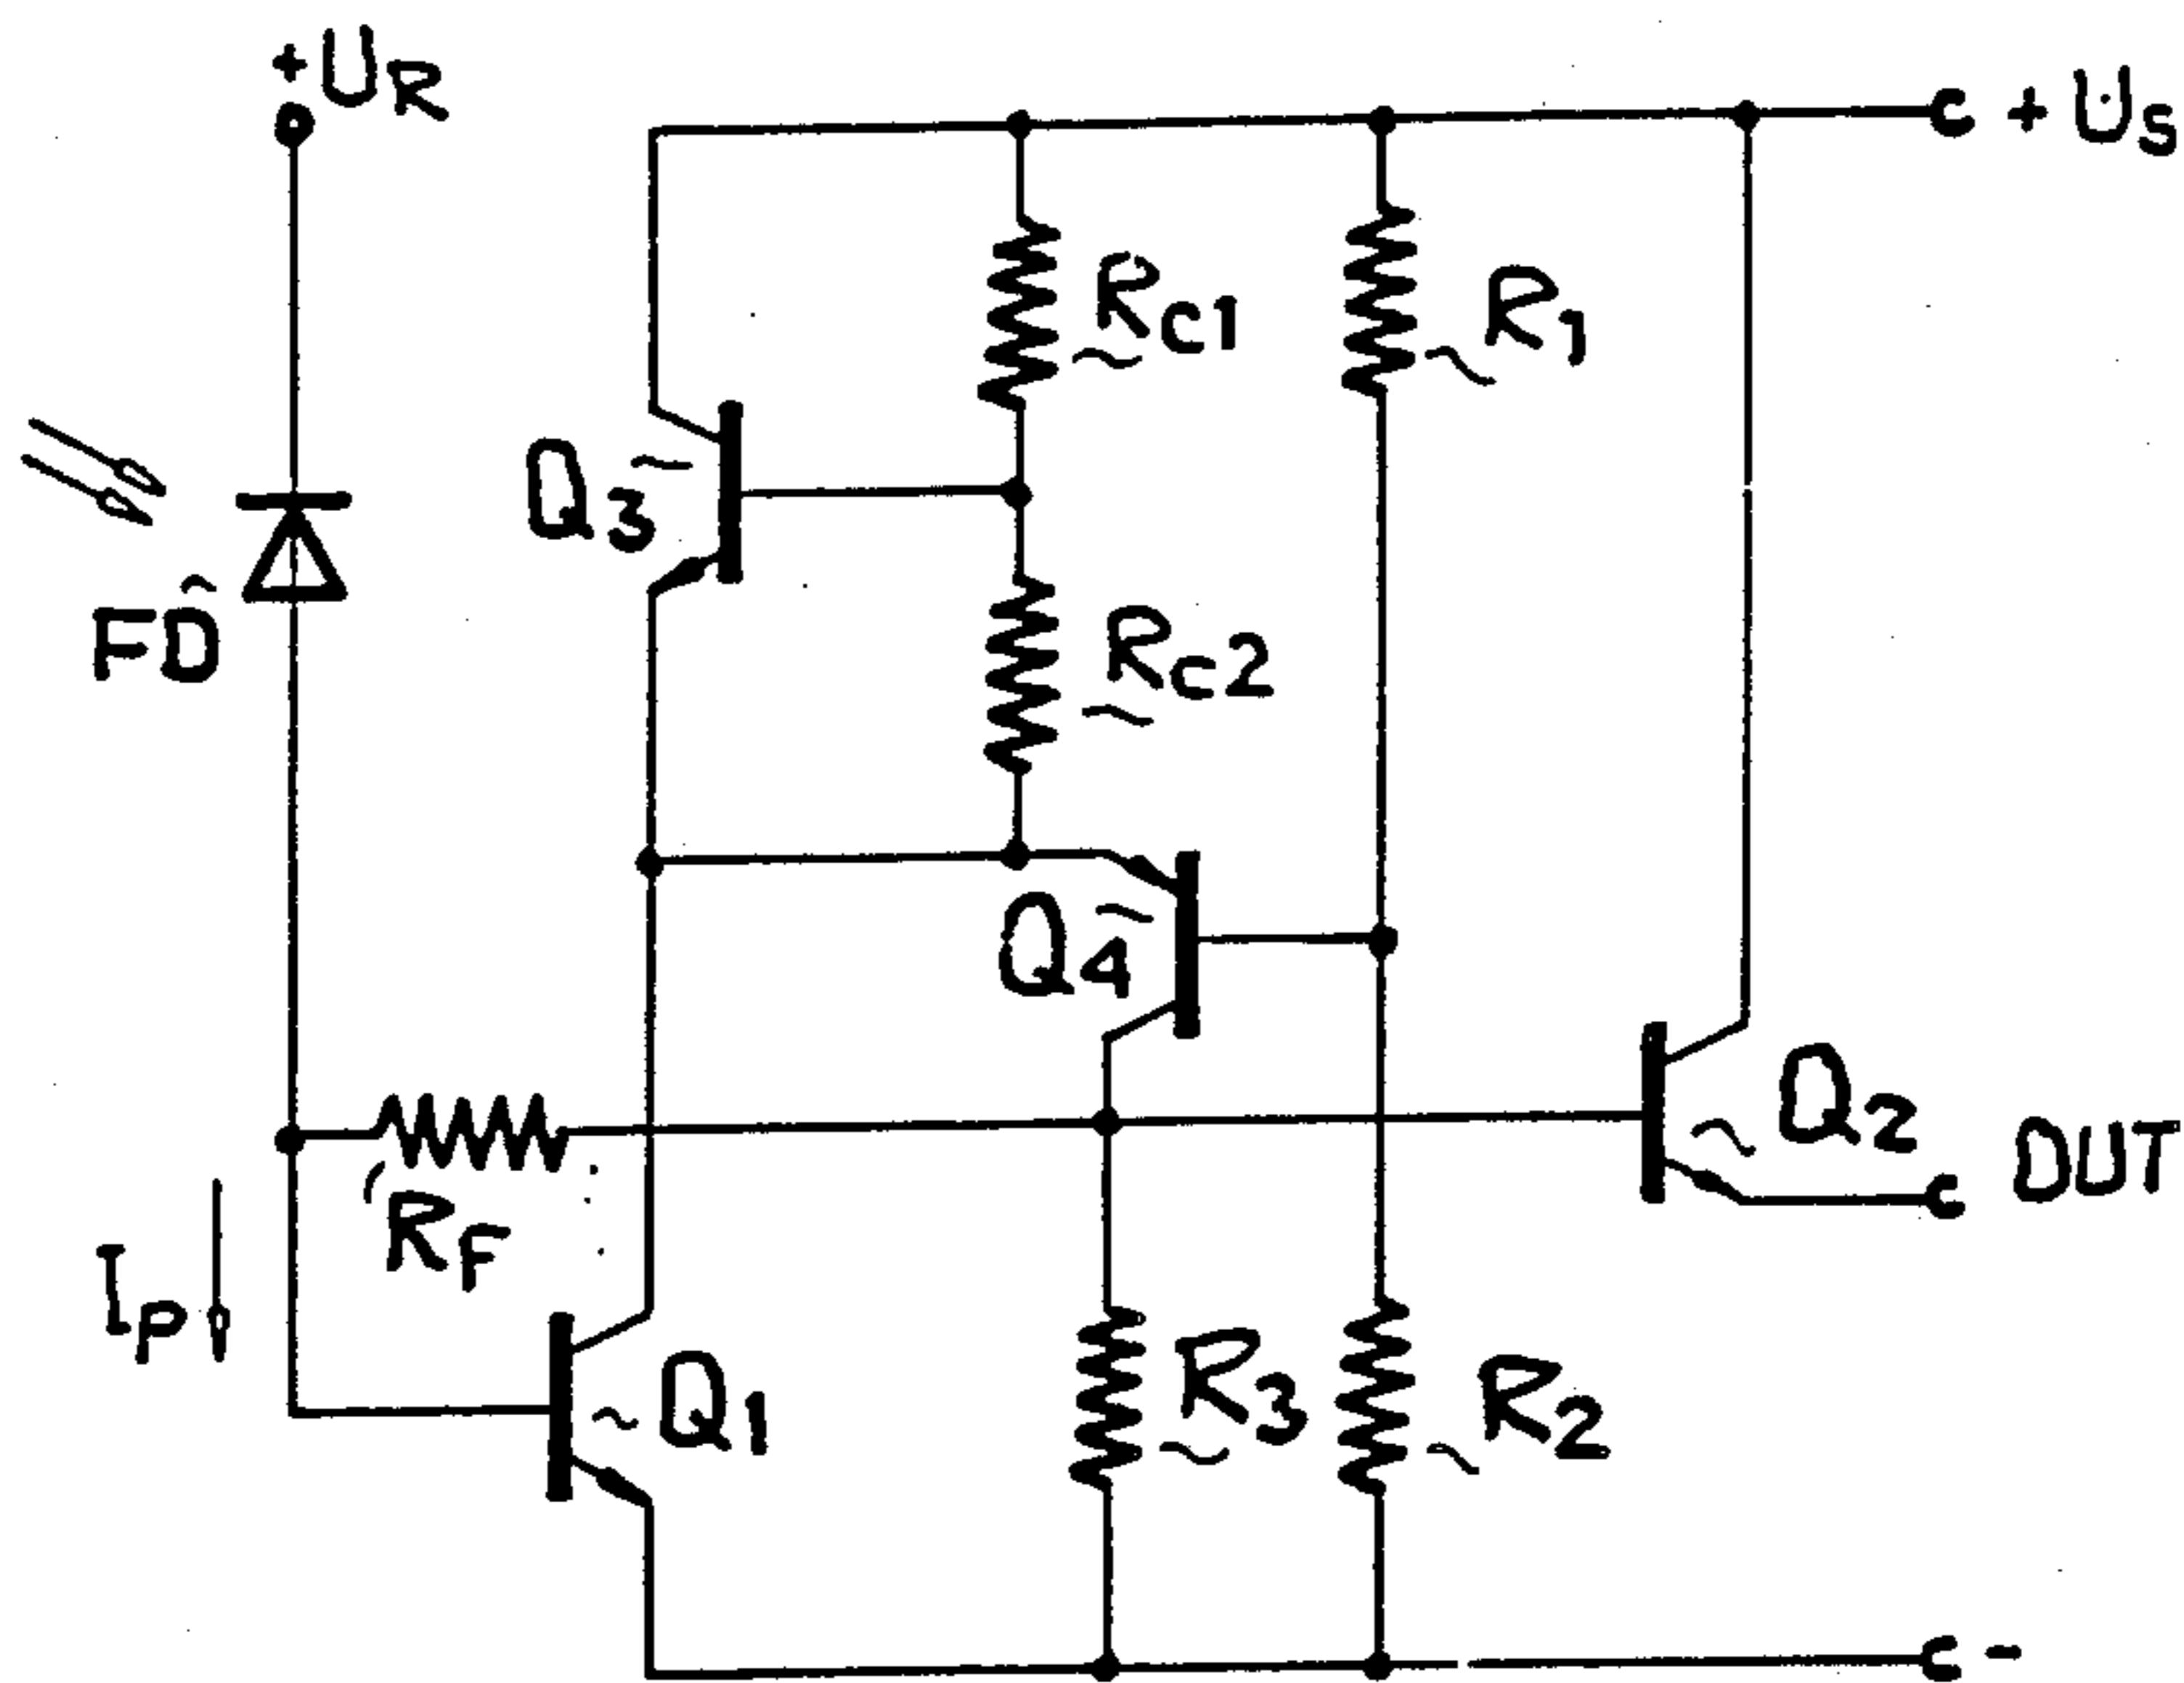 +UR
+ Us
RC1
R1
Q3
FD
RC2
Q4
Q2
OUT
RF
IP
Q1
R3
R2
-